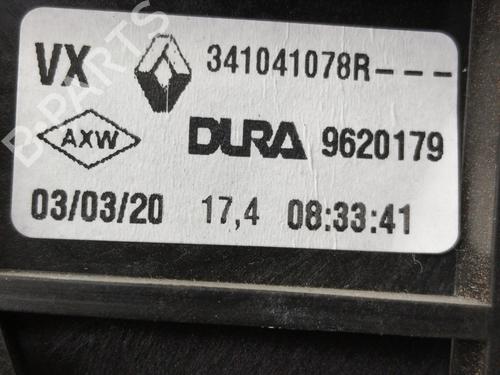 VX 341041078R---
AXW DURA 9620179
03/03/20 17,4 08:33:41
B-PARTS